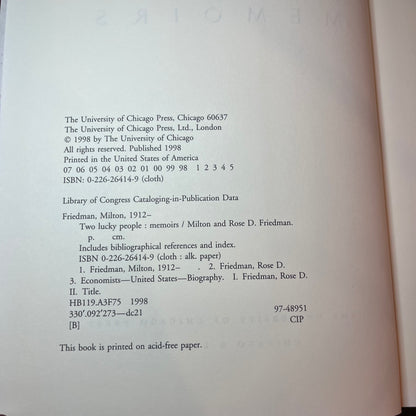 MEMOIRS
The University of Chicago Press, Chicago 60637
The University of Chicago Press, Ltd., London
© 1998 by The University of Chicago
All rights reserved. Published 1998
Printed in the United States of America
07 06 05 04 03 02 01 00 99 98 1 2 3 4 5
ISBN: 0-226-26414-9 (cloth)
Library of Congress Cataloging-in-Publication Data
Friedman, Milton, 1912–
Two lucky people : memoirs / Milton and Rose D. Friedman.
p. cm.
Includes bibliographical references and index.
ISBN 0-226-26414-9 (cloth : alk. paper)
1. Friedman, Milton, 1912– . 2. Friedman, Rose D.
3. Economists—United States—Biography. I. Friedman, Rose D.
II. Title.
HB119.A3F75 1998
330'.092'273—dc21 97-48951
[B] CIP
This book is printed on acid-free paper.